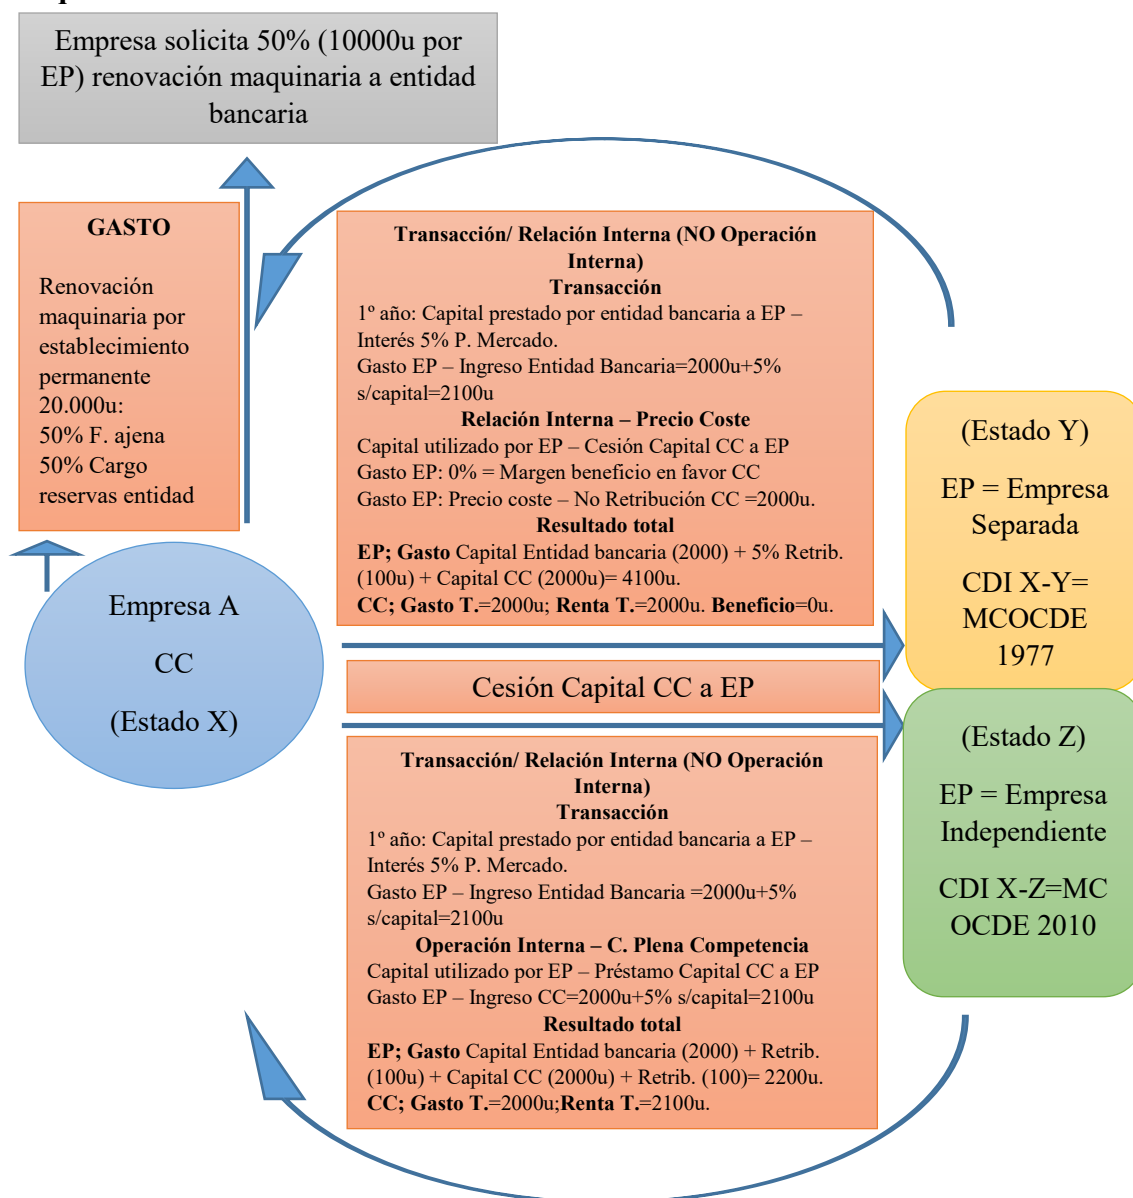 Empresa solicita 50% (10000u por
EP) renovación maquinaria a entidad
bancaria
GASTO
Renovación
maquinaria por
establecimiento
permanente
20.000u:
50% F. ajena
50% Cargo
reservas entidad
Empresa A
CC
(Estado X)
Transacción/ Relación Interna (NO Operación
Interna)
Transacción
1º año: Capital prestado por entidad bancaria a EP –
Interés 5% P. Mercado.
Gasto EP – Ingreso Entidad Bancaria=2000u+5%
s/capital=2100u
Relación Interna – Precio Coste
Capital utilizado por EP – Cesión Capital CC a EP
Gasto EP: 0% = Margen beneficio en favor CC
Gasto EP: Precio coste – No Retribución CC =2000u.
Resultado total
EP; Gasto Capital Entidad bancaria (2000) + 5% Retrib.
(100u) + Capital CC (2000u)= 4100u.
CC; Gasto T.=2000u; Renta T.=2000u. Beneficio=0u.
(Estado Y)
EP = Empresa
Separada
CDI X-Y=
MCOCDE
1977
Cesión Capital CC a EP
Transacción/ Relación Interna (NO Operación
Interna)
Transacción
1º año: Capital prestado por entidad bancaria a EP –
Interés 5% P. Mercado.
Gasto EP – Ingreso Entidad Bancaria =2000u+5%
s/capital=2100u
Operación Interna – C. Plena Competencia
Capital utilizado por EP – Préstamo Capital CC a EP
Gasto EP – Ingreso CC=2000u+5% s/capital=2100u
Resultado total
EP; Gasto Capital Entidad bancaria (2000) + Retrib.
(100u) + Capital CC (2000u) + Retrib. (100)= 2200u.
CC; Gasto T.=2000u;Renta T.=2100u.
(Estado Z)
EP = Empresa
Independiente
CDI X-Z=MC
OCDE 2010